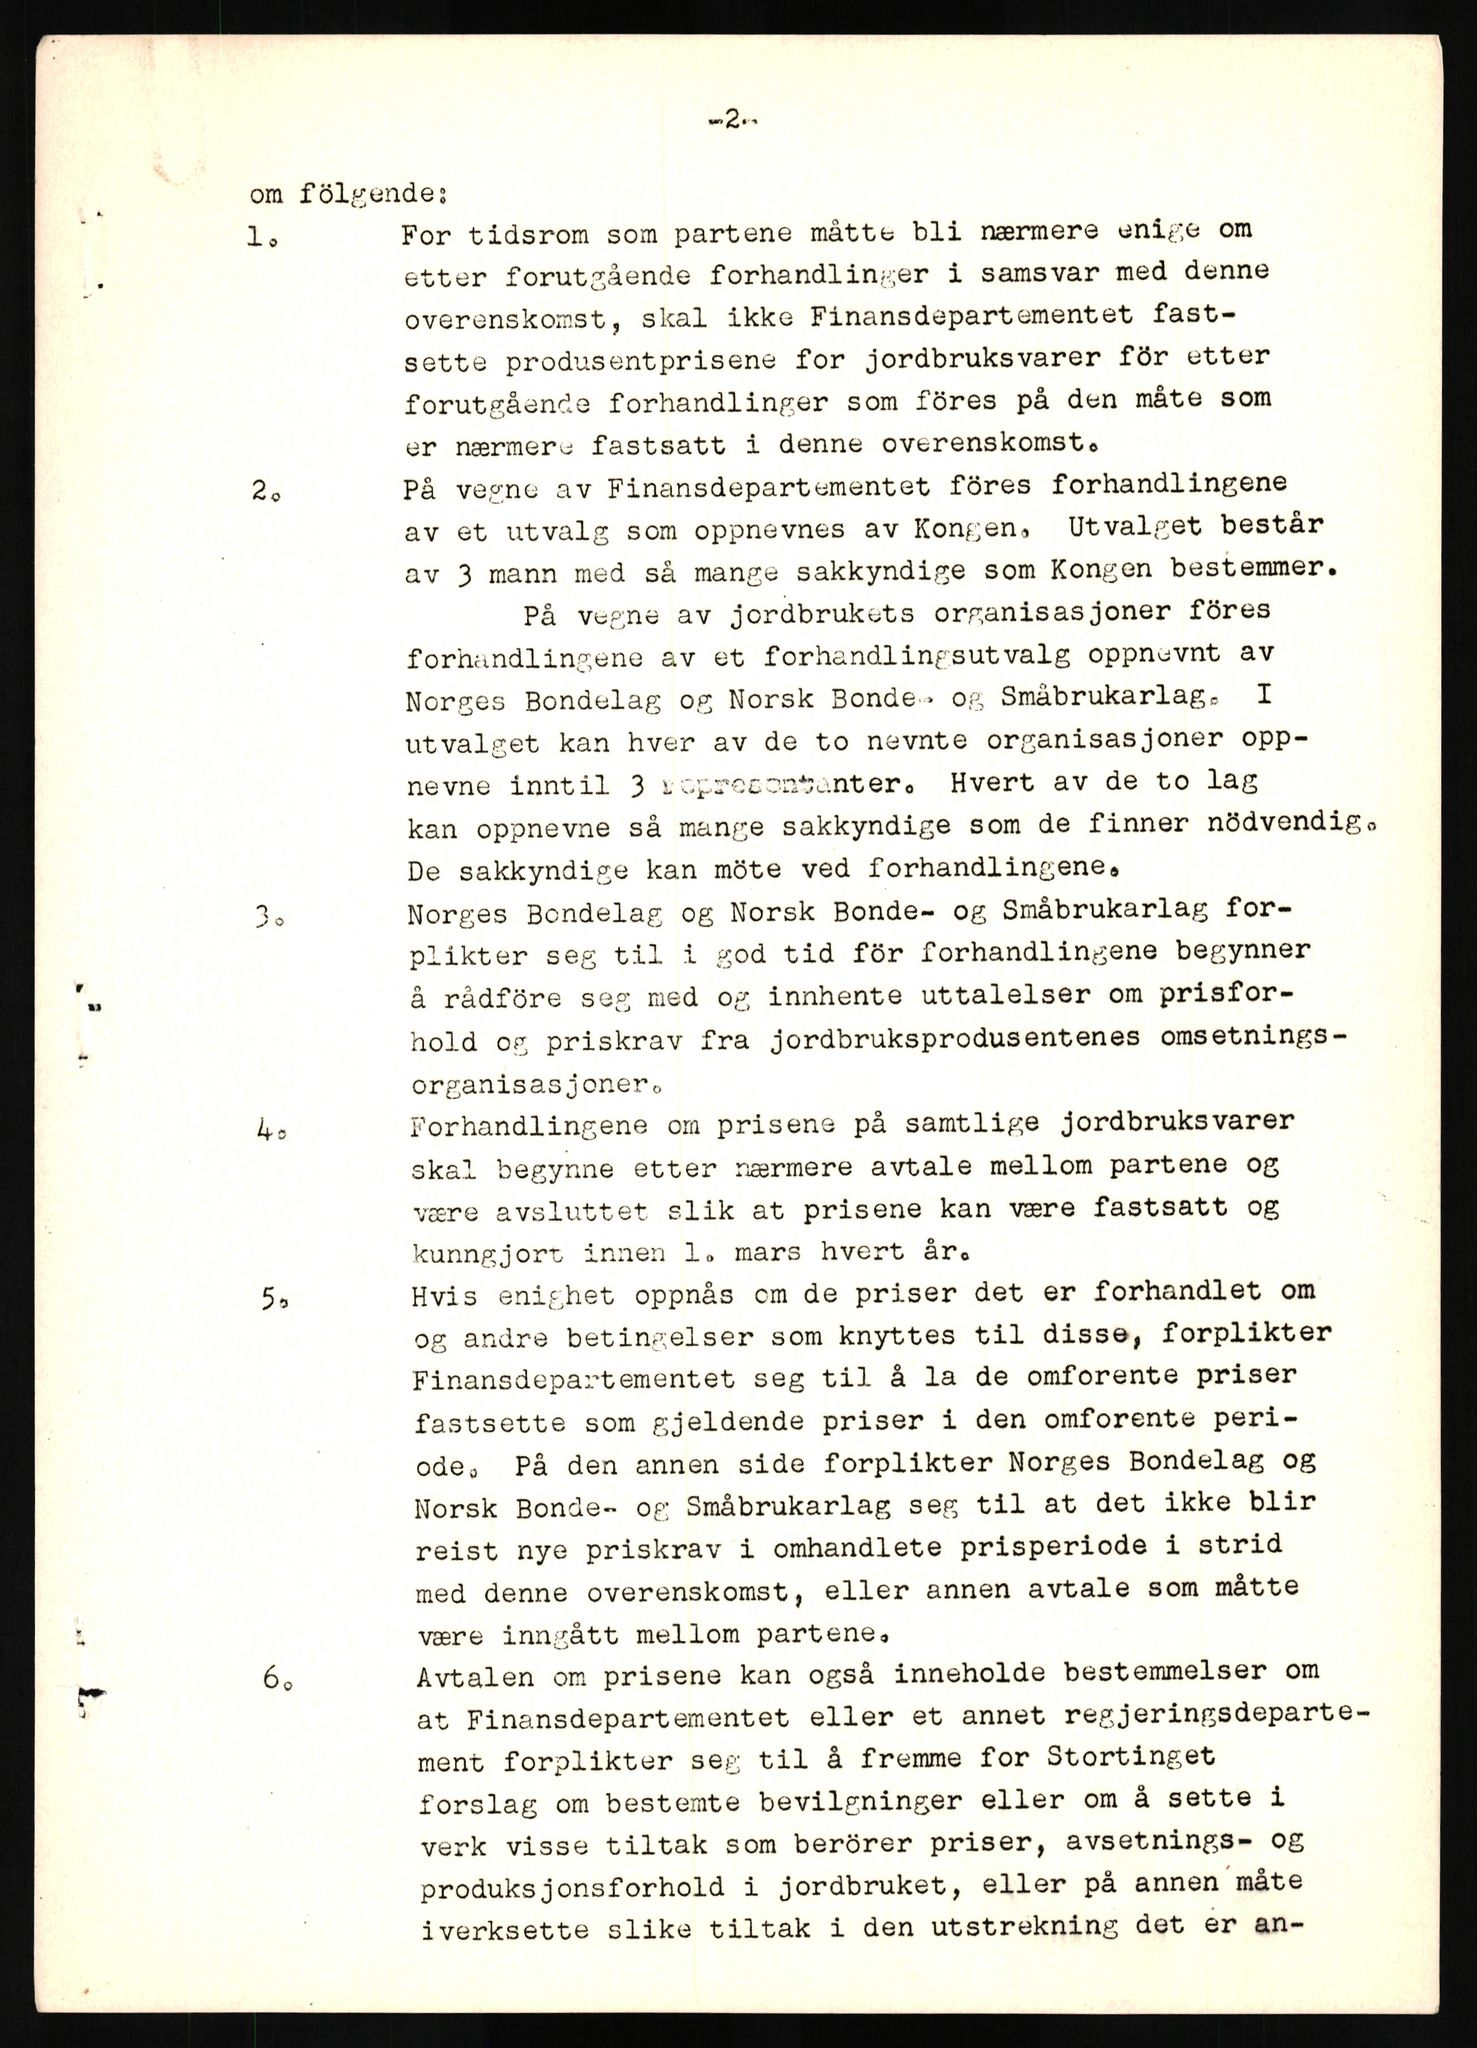 -2-
om fölgende:
1. For tidsrom som partene måtte bli nærmere enige om
etter forutgående forhandlinger i samsvar med denne
overenskomst, skal ikke Finansdepartementet fast-
sette produsentprisene for jordbruksvarer för etter
forutgående forhandlinger som föres på den måte som
er nærmere fastsatt i denne overenskomst.
2. På vegne av Finansdepartementet föres forhandlingene
av et utvalg som oppnevnes av Kongen. Utvalget består
av 3 mann med så mange sakkyndige som Kongen bestemmer.
På vegne av jordbrukets organisasjoner föres
forhandlingene av et forhandlingsutvalg oppnevnt av
Norges Bondelag og Norsk Bonde- og Småbrukarlag. I
utvalget kan hver av de to nevnte organisasjoner opp-
nevne inntil 3 representanter. Hvert av de to lag
kan oppnevne så mange sakkyndige som de finner nödvendig.
De sakkyndige kan möte ved forhandlingene.
3. Norges Bondelag og Norsk Bonde- og Småbrukarlag for-
plikter seg til i god tid för forhandlingene begynner
å rådföre seg med og innhente uttalelser om prisfor-
hold og priskrav fra jordbruksprodusentenes omsetnings-
organisasjoner.
4. Forhandlingene om prisene på samtlige jordbruksvarer
skal begynne etter nærmere avtale mellom partene og
være avsluttet slik at prisene kan være fastsatt og
kunngjort innen 1. mars hvert år.
5. Hvis enighet oppnås om de priser det er forhandlet om
og andre betingelser som knyttes til disse, forplikter
Finansdepartementet seg til å la de omforente priser
fastsette som gjeldende priser i den omforente peri-
ode. På den annen side forplikter Norges Bondelag og
Norsk Bonde- og Småbrukarlag seg til at det ikke blir
reist nye priskrav i omhandlete prisperiode i strid
med denne overenskomst, eller annen avtale som måtte
være inngått mellom partene.
6. Avtalen om prisene kan også inneholde bestemmelser om
at Finansdepartementet eller et annet regjeringsdeparte-
ment forplikter seg til å fremme for Stortinget
forslag om bestemte bevilgninger eller om å sette i
verk visse tiltak som berörer priser, avsetnings- og
produksjonsforhold i jordbruket, eller på annen måte
iverksette slike tiltak i den utstrekning det er an-